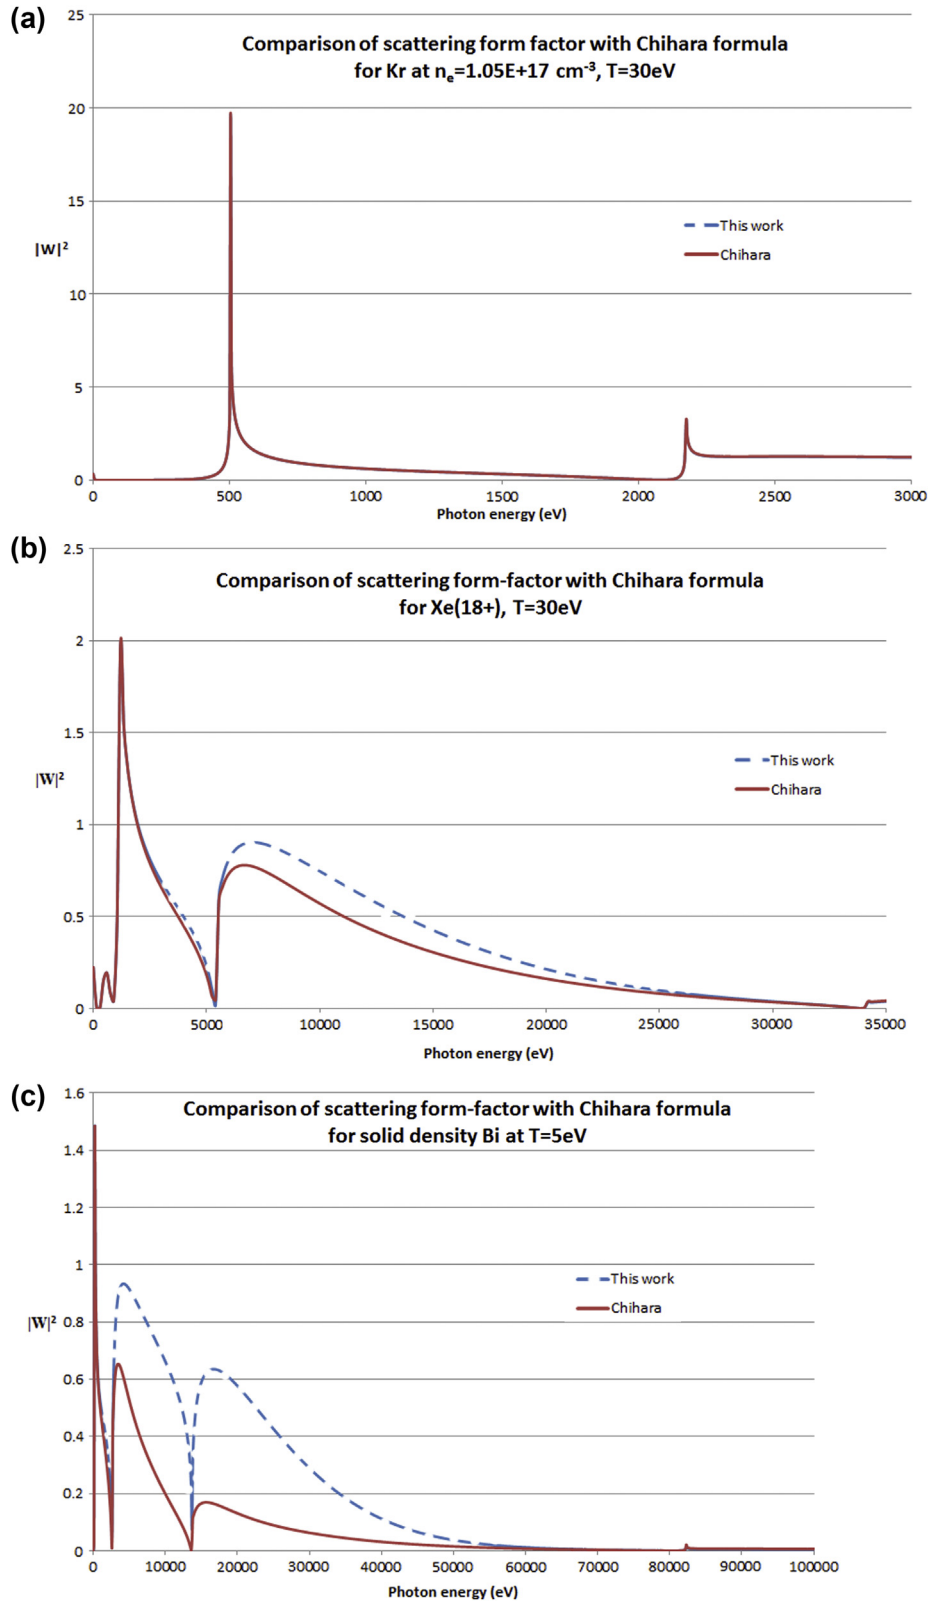 (a)
25
Comparison of scattering form factor with Chihara formula
for Kr at nₑ=1.05E+17 cm⁻³, T=30eV
20
15
This work
|W|²
Chihara
10
5
0
0 500 1000 1500 2000 2500 3000
Photon energy (eV)
(b)
2.5
Comparison of scattering form-factor with Chihara formula
for Xe(18+), T=30eV
2
1.5
This work
|W|²
Chihara
1
0.5
0
0 5000 10000 15000 20000 25000 30000 35000
Photon energy (eV)
(c)
1.6
Comparison of scattering form-factor with Chihara formula
for solid density Bi at T=5eV
1.4
1.2
1
This work
Chihara
|W|² 0.8
0.6
0.4
0.2
0
0 10000 20000 30000 40000 50000 60000 70000 80000 90000 100000
Photon energy (eV)